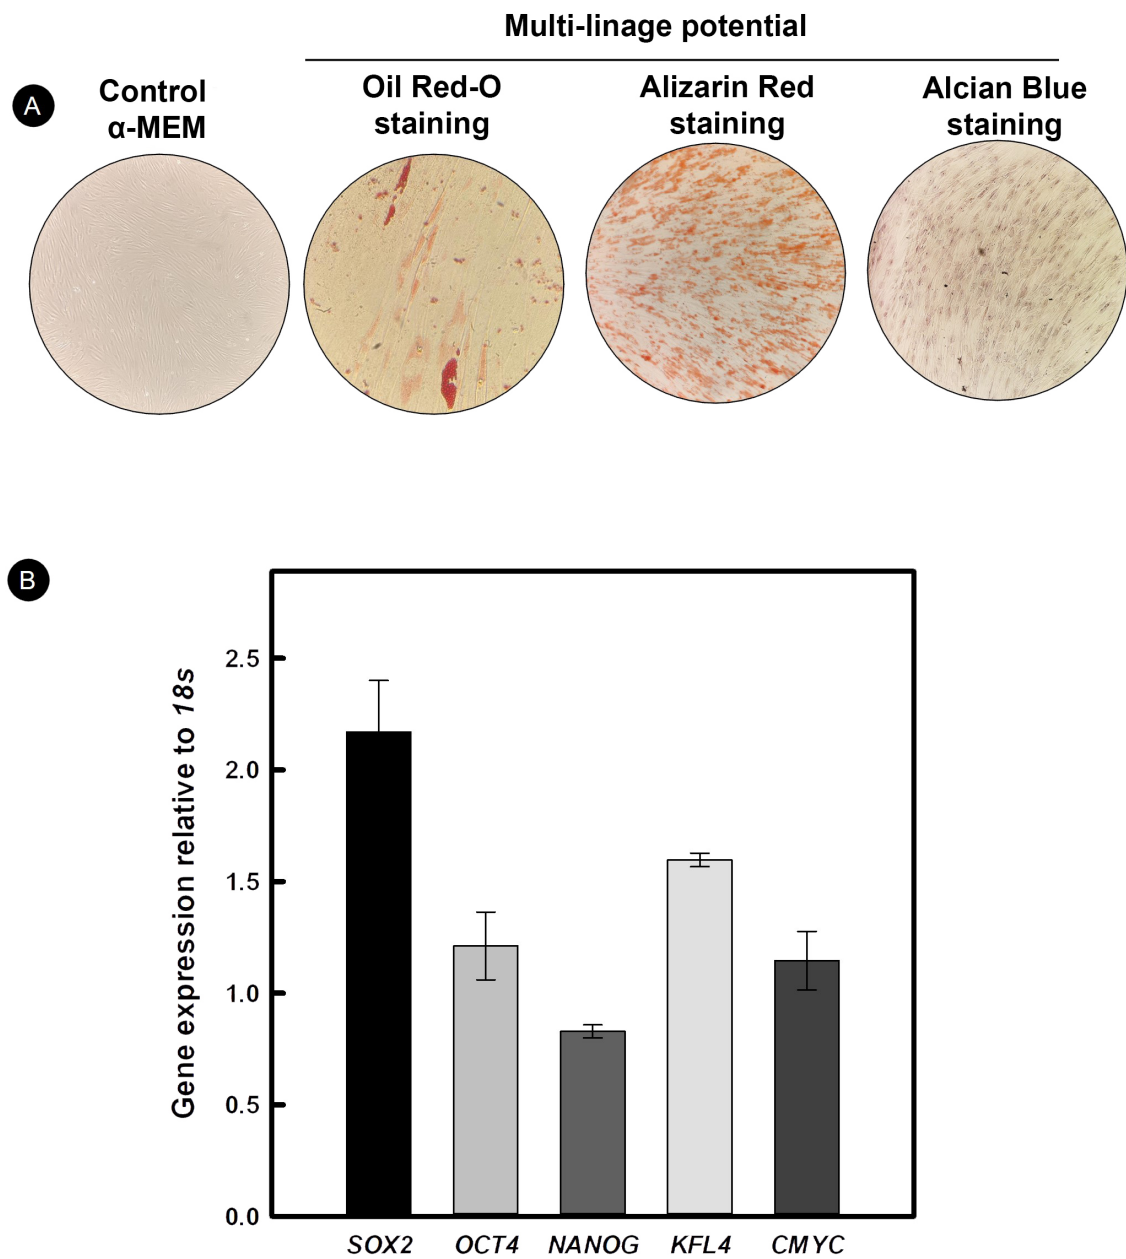 Multi-linage potential
A
Control
α-MEM
Oil Red-O
staining
Alizarin Red
staining
Alcian Blue
staining
B
Gene expression relative to 18s
2.5
2.0
1.5
1.0
0.5
0.0
SOX2 OCT4 NANOG KFL4 CMYC